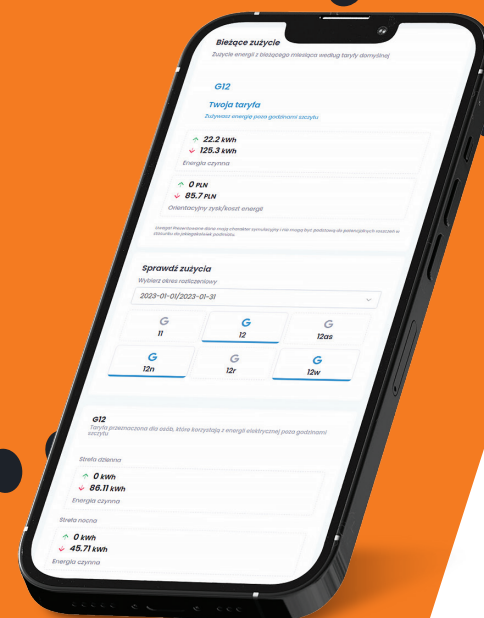 Bieżące zużycie
Zużycie energii z bieżącego miesiąca według taryfy domyślnej
G12
Twoja taryfa
Zużywasz energię poza godzinami szczytu
22.2 kWh
125.3 kWh
Energia czynna
0 PLN
85.7 PLN
Orientacyjny zysk/koszt energii
Sprawdź zużycia
Wybierz okres rozliczeniowy
2023-01-01/2023-01-31
G G G
11 12 12as
G G G
12n 12r 12w
G12
Taryfa przeznaczona dla osób, które korzystają z energii elektrycznej poza godzinami
szczytu
Strefa dzienna
0 kWh
86.11 kWh
Energia czynna
Strefa nocna
0 kWh
45.71 kWh
Energia czynna